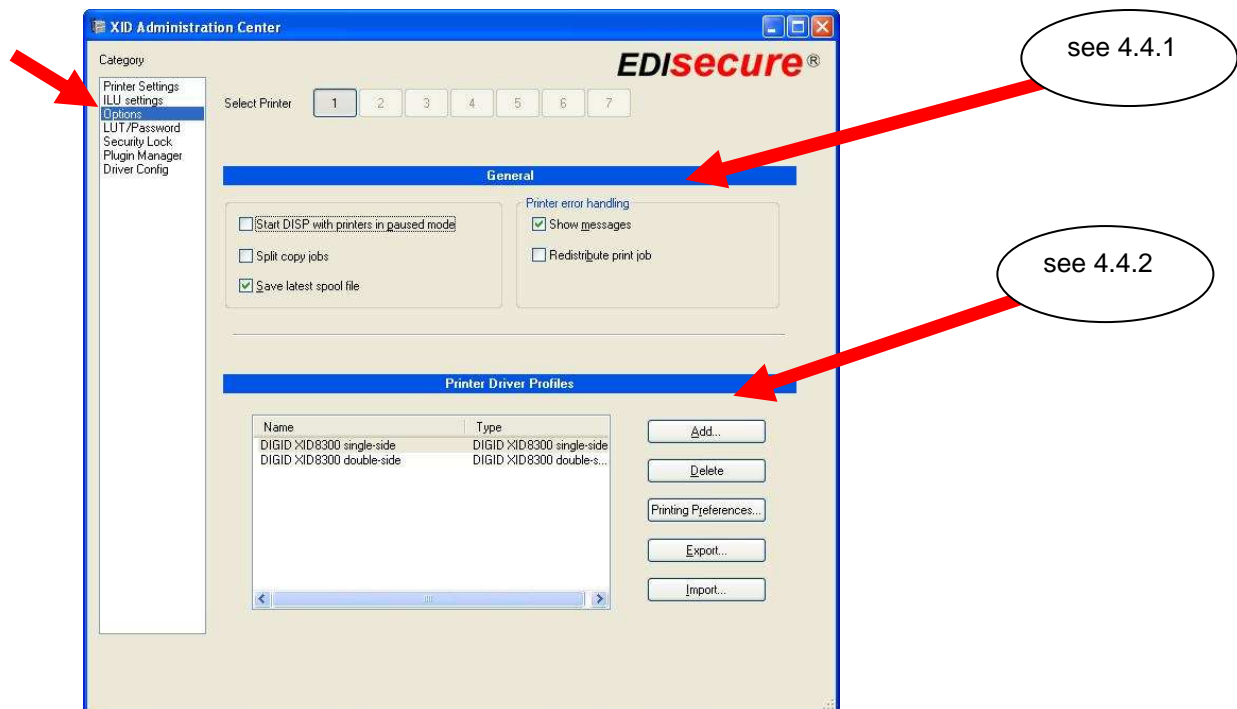 XID Administration Center
see 4.4.1
Category
EDIsecure®
Printer Settings
ILU settings
Options
LUT/Password
Security Lock
Plugin Manager
Driver Config
Select Printer 1 2 3 4 5 6 7
General
Start DISP with printers in paused mode
Split copy jobs
Save latest spool file
Printer error handling
Show messages
Redistribute print job
see 4.4.2
Printer Driver Profiles
Name Type
DIGID XID8300 single-side DIGID XID8300 single-side
DIGID XID8300 double-side DIGID XID8300 double-s...
Add...
Delete
Printing Preferences...
Export...
Import...